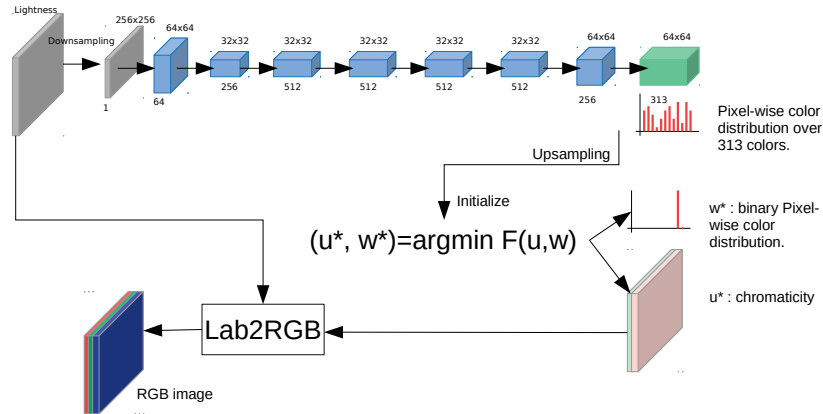 Lightness
256x256
Downsampling
64x64
32x32
32x32
32x32
32x32
32x32
64x64
64x64
1
64
256
512
512
512
512
256
313
Pixel-wise color
distribution over
313 colors.
Upsampling
Initialize
(u*, w*)=argmin F(u,w)
w* : binary Pixel-
wise color
distribution.
u* : chromaticity
Lab2RGB
RGB image